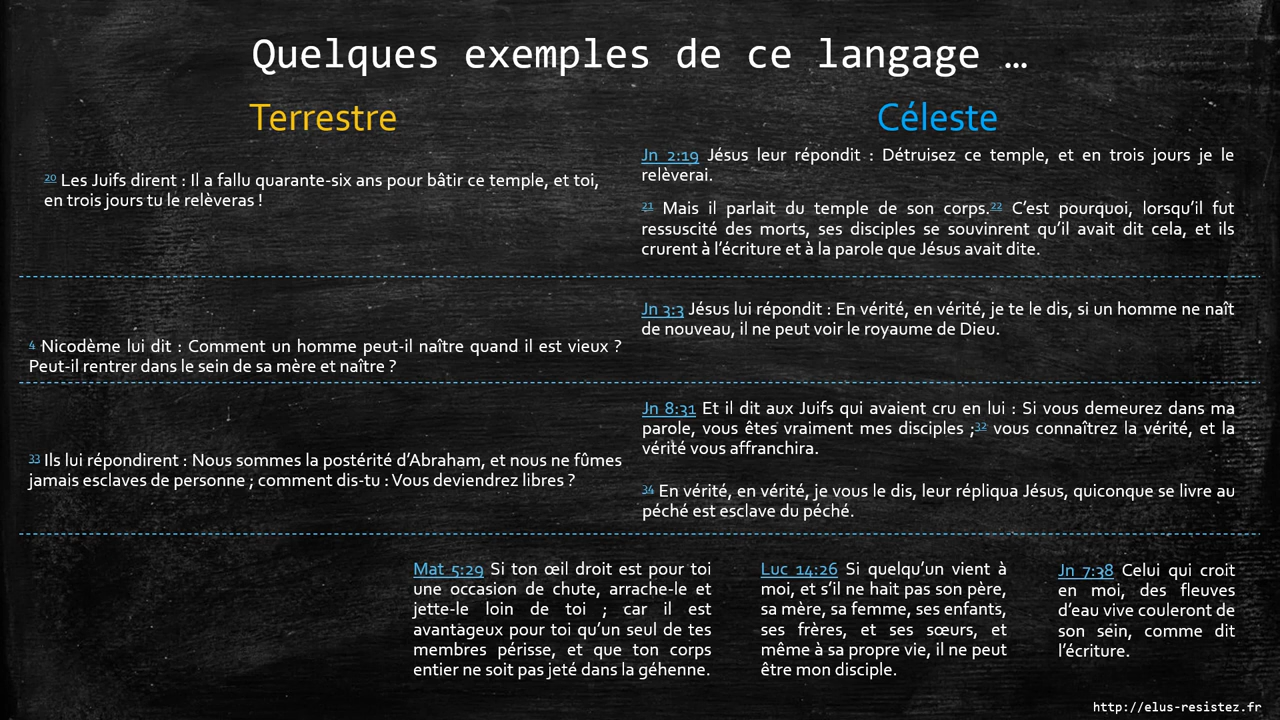 Quelques exemples de ce langage …
Terrestre
Céleste
Jn 2:19 Jésus leur répondit : Détruisez ce temple, et en trois jours je le
relèverai.
20 Les Juifs dirent : Il a fallu quarante-six ans pour bâtir ce temple, et toi,
en trois jours tu le relèveras !
21 Mais il parlait du temple de son corps.22 C’est pourquoi, lorsqu’il fut
ressuscité des morts, ses disciples se souvinrent qu’il avait dit cela, et ils
crurent à l’écriture et à la parole que Jésus avait dite.
Jn 3:3 Jésus lui répondit : En vérité, en vérité, je te le dis, si un homme ne naît
de nouveau, il ne peut voir le royaume de Dieu.
4 Nicodème lui dit : Comment un homme peut-il naître quand il est vieux ?
Peut-il rentrer dans le sein de sa mère et naître ?
Jn 8:31 Et il dit aux Juifs qui avaient cru en lui : Si vous demeurez dans ma
parole, vous êtes vraiment mes disciples ;32 vous connaîtrez la vérité, et la
vérité vous affranchira.
33 Ils lui répondirent : Nous sommes la postérité d’Abraham, et nous ne fûmes
jamais esclaves de personne ; comment dis-tu : Vous deviendrez libres ?
34 En vérité, en vérité, je vous le dis, leur répliqua Jésus, quiconque se livre au
péché est esclave du péché.
Mat 5:29 Si ton œil droit est pour toi
une occasion de chute, arrache-le et
jette-le loin de toi ; car il est
avantageux pour toi qu’un seul de tes
membres périsse, et que ton corps
entier ne soit pas jeté dans la géhenne.
Luc 14:26 Si quelqu’un vient à
moi, et s’il ne hait pas son père,
sa mère, sa femme, ses enfants,
ses frères, et ses sœurs, et
même à sa propre vie, il ne peut
être mon disciple.
Jn 7:38 Celui qui croit
en moi, des fleuves
d’eau vive couleront de
son sein, comme dit
l’écriture.
http://elus-resistez.fr